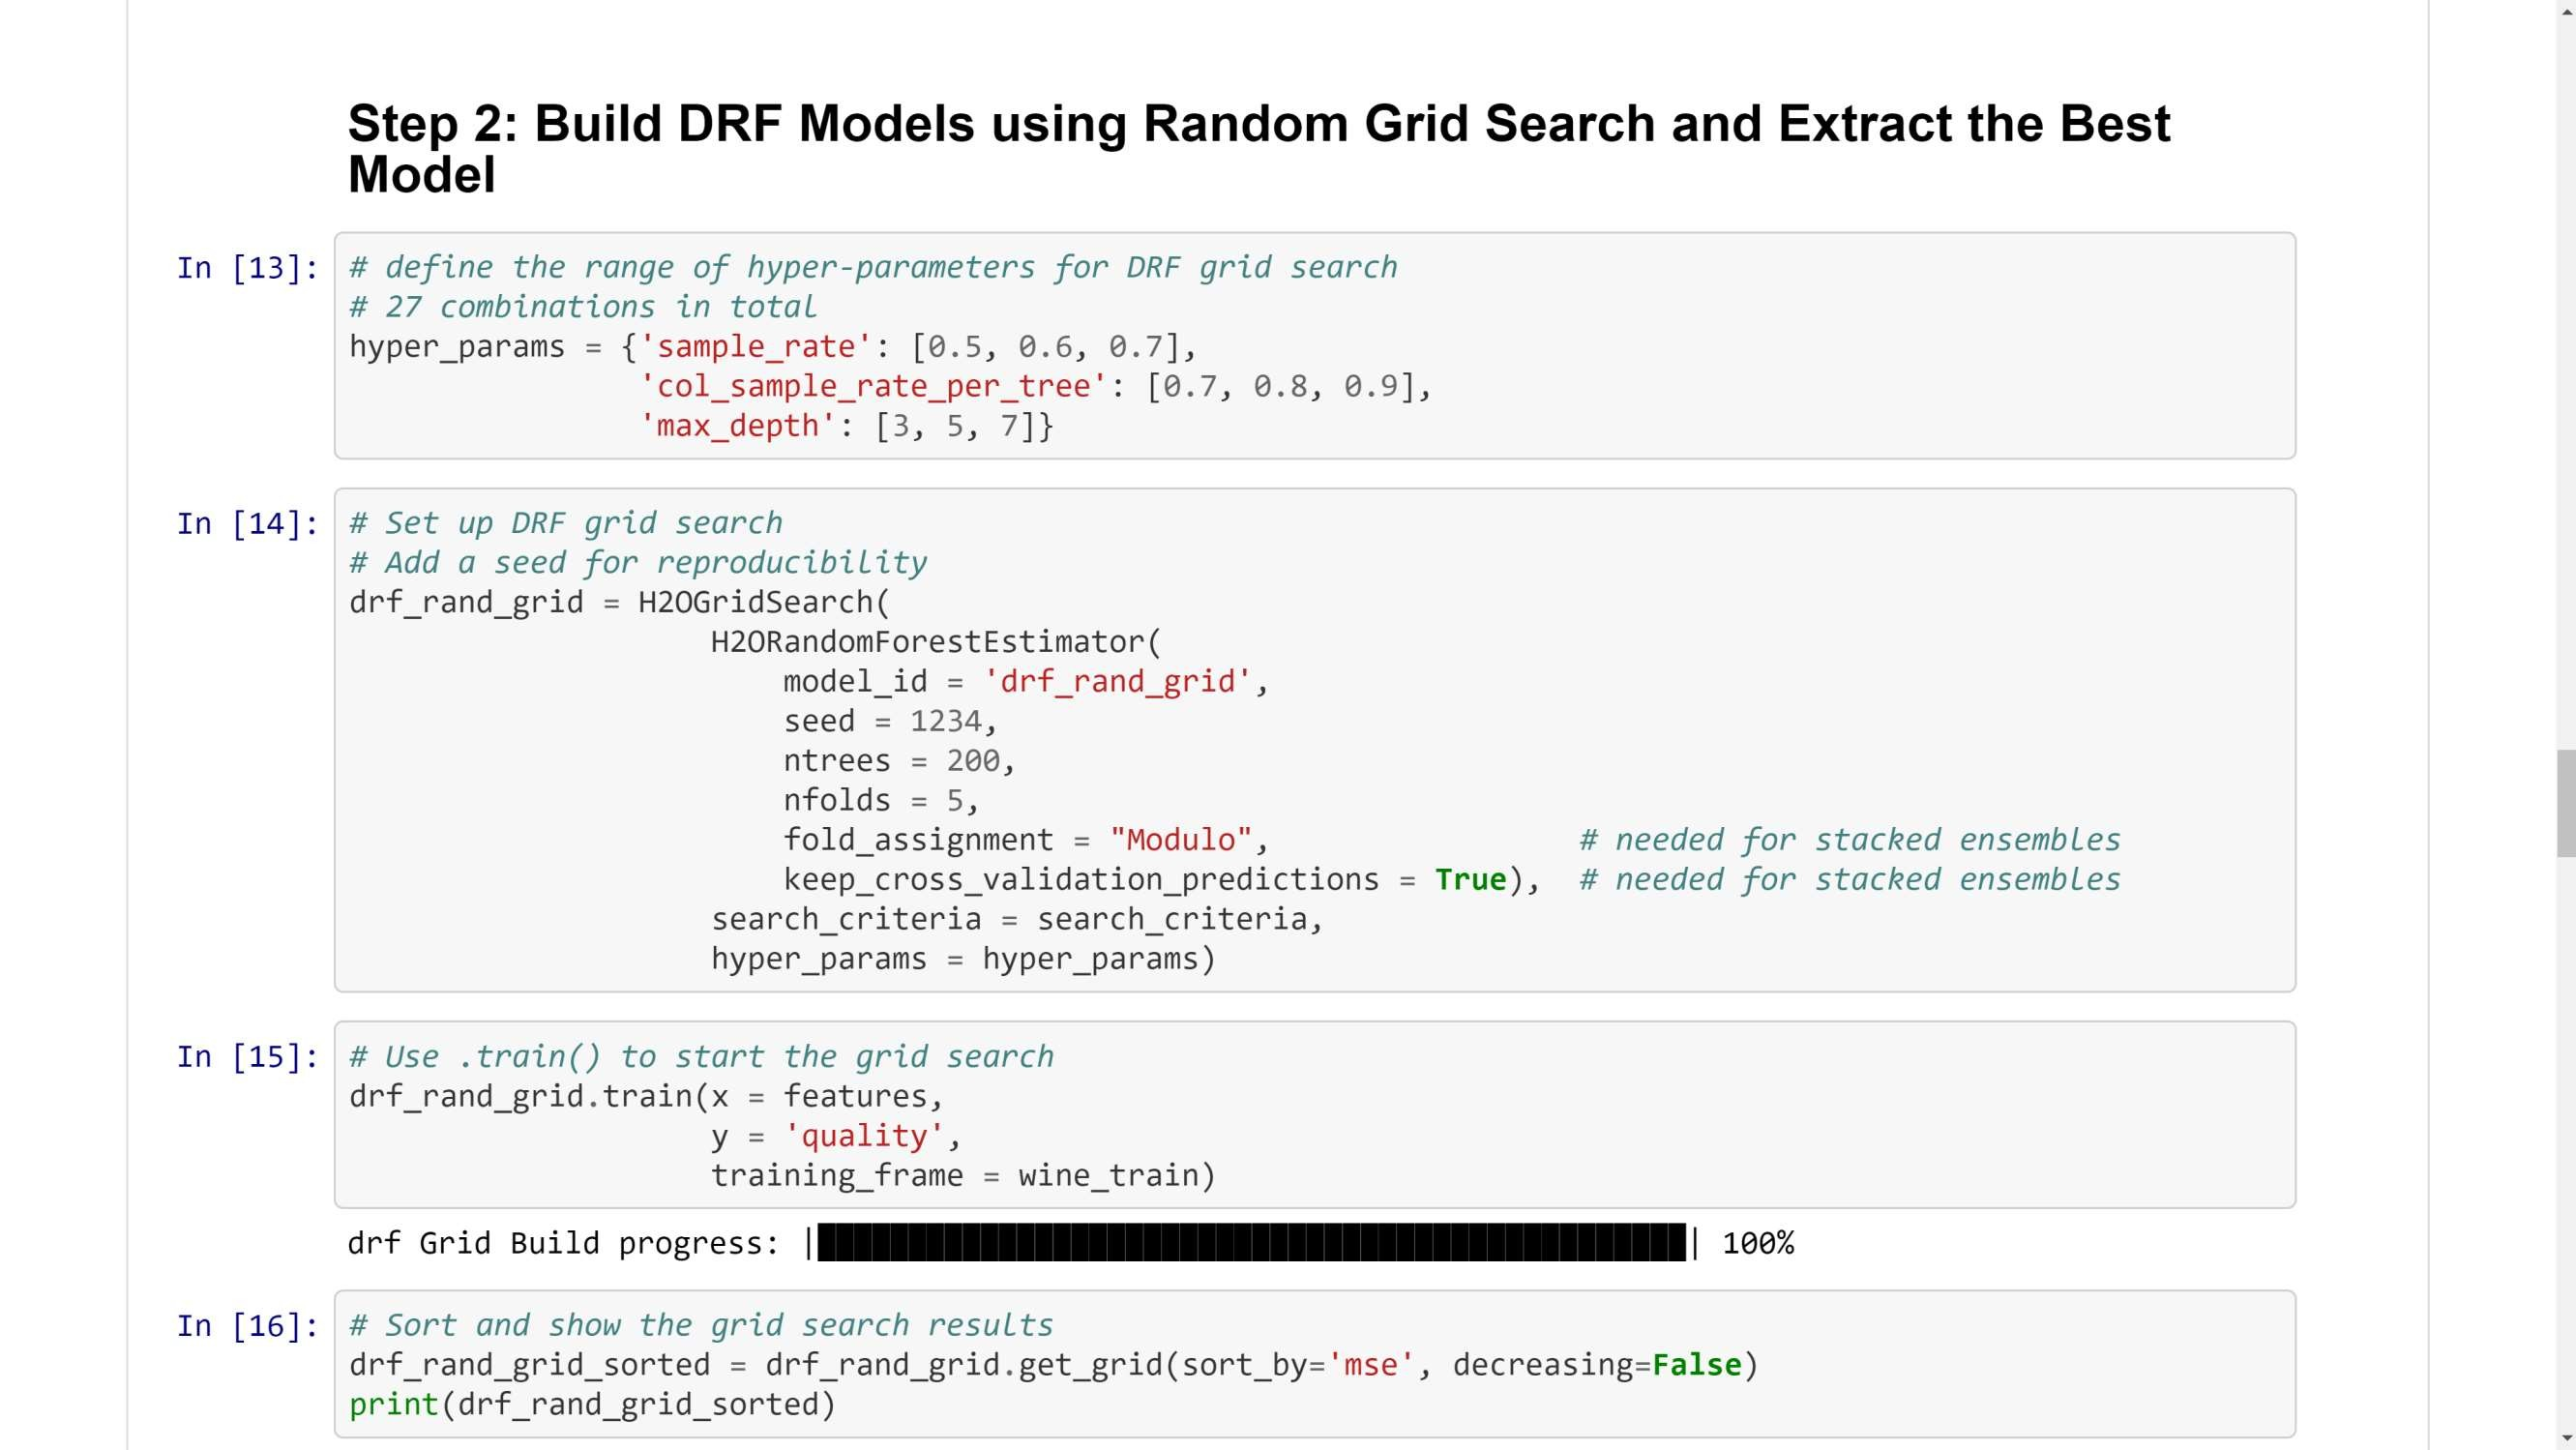 Step 2: Build DRF Models using Random Grid Search and Extract the Best
Model
In [13]:
# define the range of hyper-parameters for DRF grid search
# 27 combinations in total
hyper_params = {'sample_rate': [0.5, 0.6, 0.7],
                'col_sample_rate_per_tree': [0.7, 0.8, 0.9],
                'max_depth': [3, 5, 7]}
In [14]:
# Set up DRF grid search
# Add a seed for reproducibility
drf_rand_grid = H2OGridSearch(
                    H2ORandomForestEstimator(
                        model_id = 'drf_rand_grid',
                        seed = 1234,
                        ntrees = 200,
                        nfolds = 5,
                        fold_assignment = "Modulo",                 # needed for stacked ensembles
                        keep_cross_validation_predictions = True),  # needed for stacked ensembles
                    search_criteria = search_criteria,
                    hyper_params = hyper_params)
In [15]:
# Use .train() to start the grid search
drf_rand_grid.train(x = features,
                    y = 'quality',
                    training_frame = wine_train)
drf Grid Build progress: |████████████████████████████████████████████████| 100%
In [16]:
# Sort and show the grid search results
drf_rand_grid_sorted = drf_rand_grid.get_grid(sort_by='mse', decreasing=False)
print(drf_rand_grid_sorted)